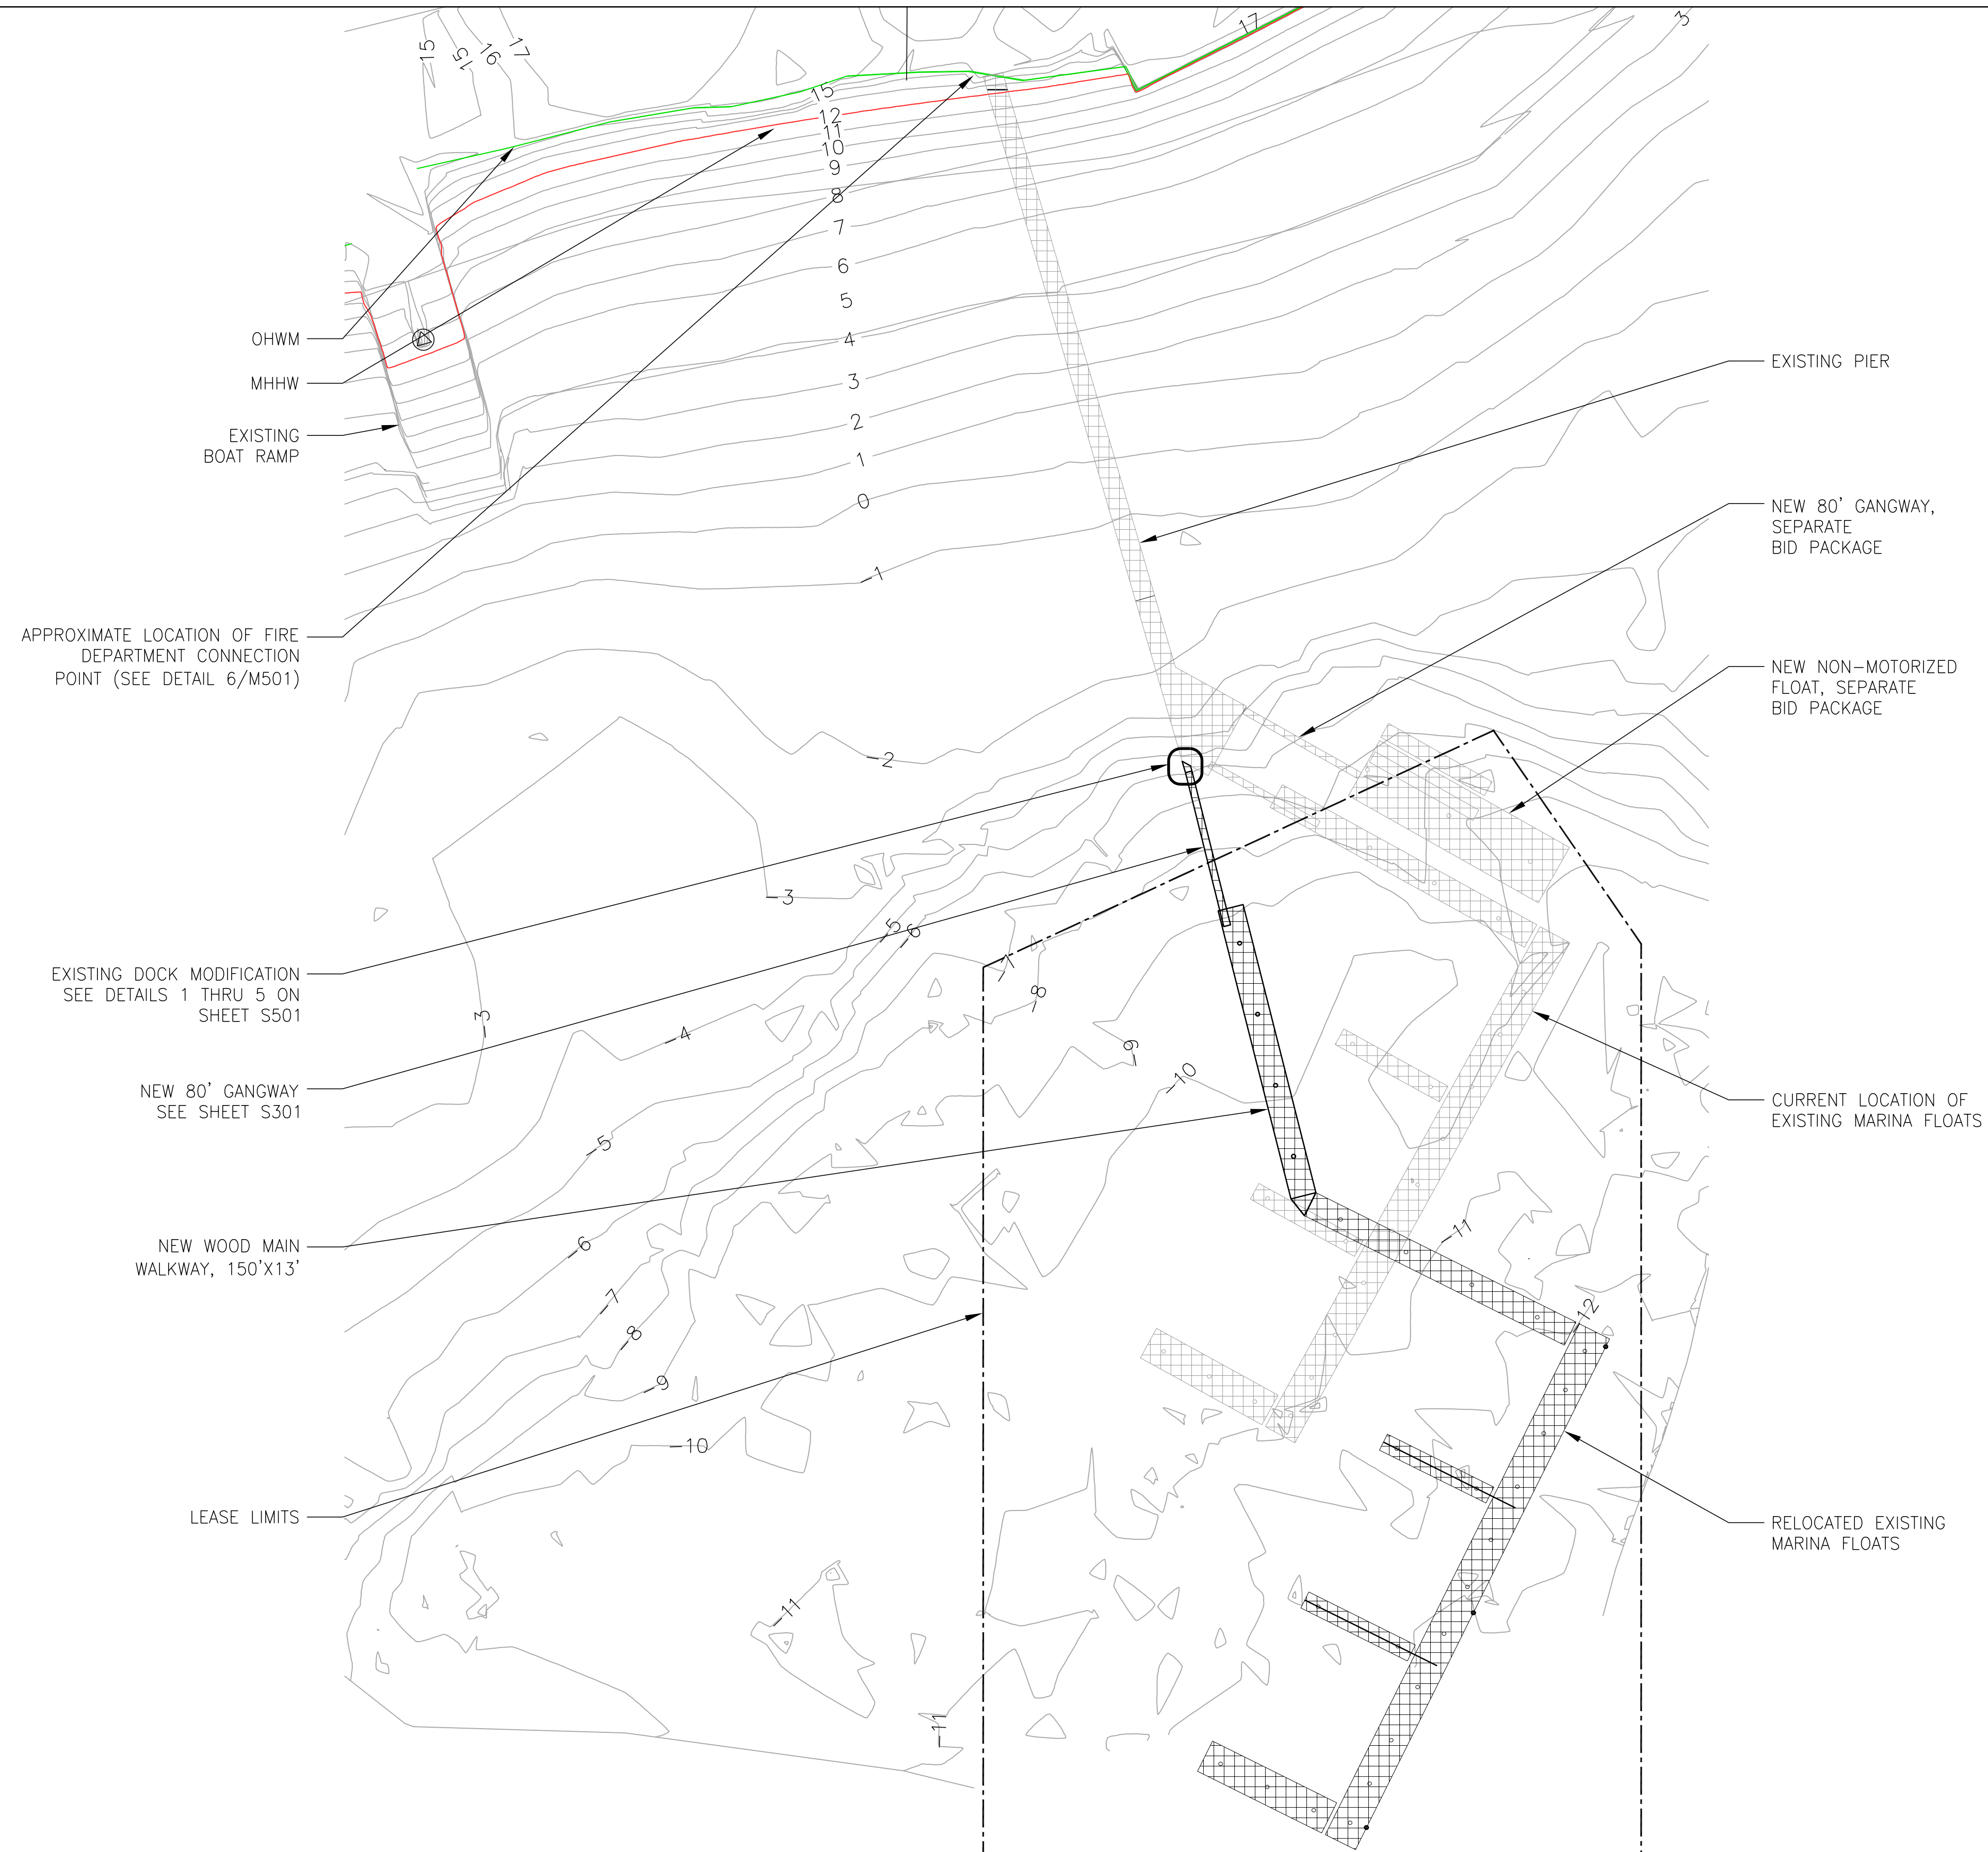 15
15
16
17
17
3
15
12
11
10
9
8
7
6
5
4
3
2
1
0
-1
-2
-3
-3
-4
-5
-6
-7
-8
-9
-10
-5
-6
-7
-8
-9
-10
-11
-11
-11
-12
OHWM
MHHW
EXISTING
BOAT RAMP
APPROXIMATE LOCATION OF FIRE
DEPARTMENT CONNECTION
POINT (SEE DETAIL 6/M501)
EXISTING DOCK MODIFICATION
SEE DETAILS 1 THRU 5 ON
SHEET S501
NEW 80' GANGWAY
SEE SHEET S301
NEW WOOD MAIN
WALKWAY, 150'X13'
LEASE LIMITS
EXISTING PIER
NEW 80' GANGWAY,
SEPARATE
BID PACKAGE
NEW NON-MOTORIZED
FLOAT, SEPARATE
BID PACKAGE
CURRENT LOCATION OF
EXISTING MARINA FLOATS
RELOCATED EXISTING
MARINA FLOATS